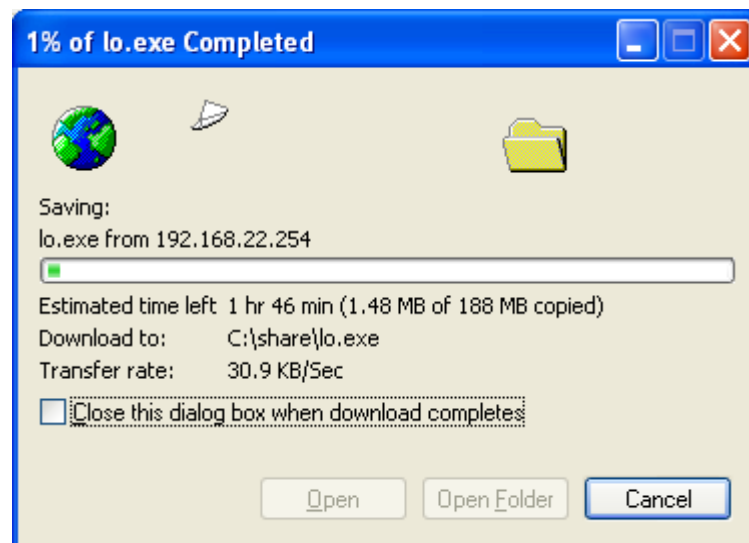 1% of lo.exe Completed
Saving:
lo.exe from 192.168.22.254
Estimated time left 1 hr 46 min (1.48 MB of 188 MB copied)
Download to: C:\share\lo.exe
Transfer rate: 30.9 KB/Sec
Close this dialog box when download completes
Open Open Folder Cancel